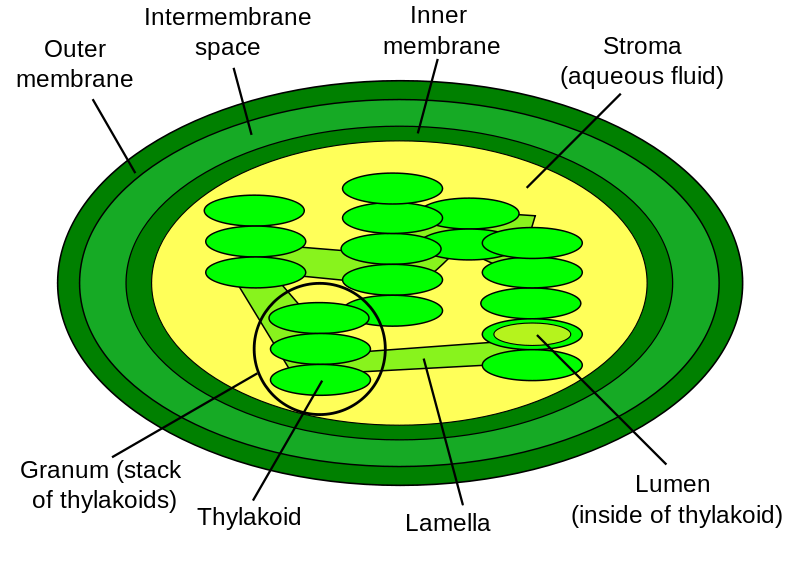 Outer
membrane
Intermembrane
space
Inner
membrane
Stroma
(aqueous fluid)
Granum (stack
of thylakoids)
Thylakoid
Lamella
Lumen
(inside of thylakoid)